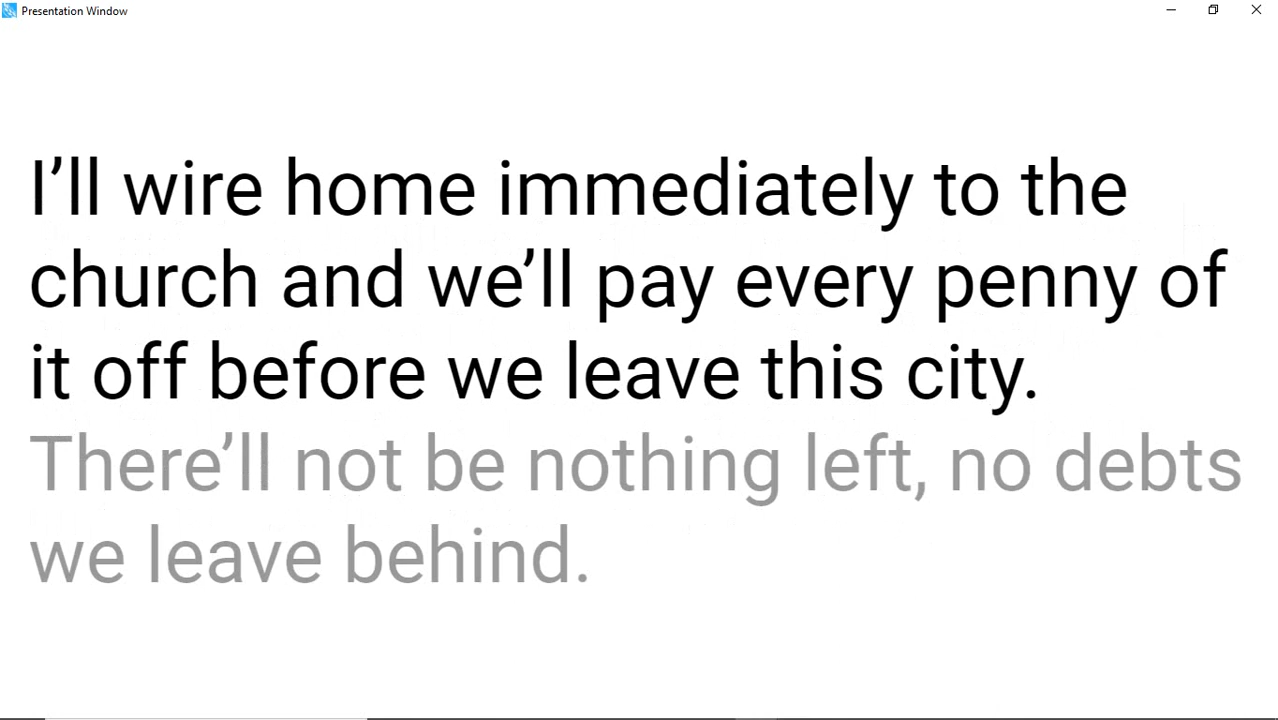 Presentation Window
I’ll wire home immediately to the
church and we’ll pay every penny of
it off before we leave this city.
There’ll not be nothing left, no debts
we leave behind.